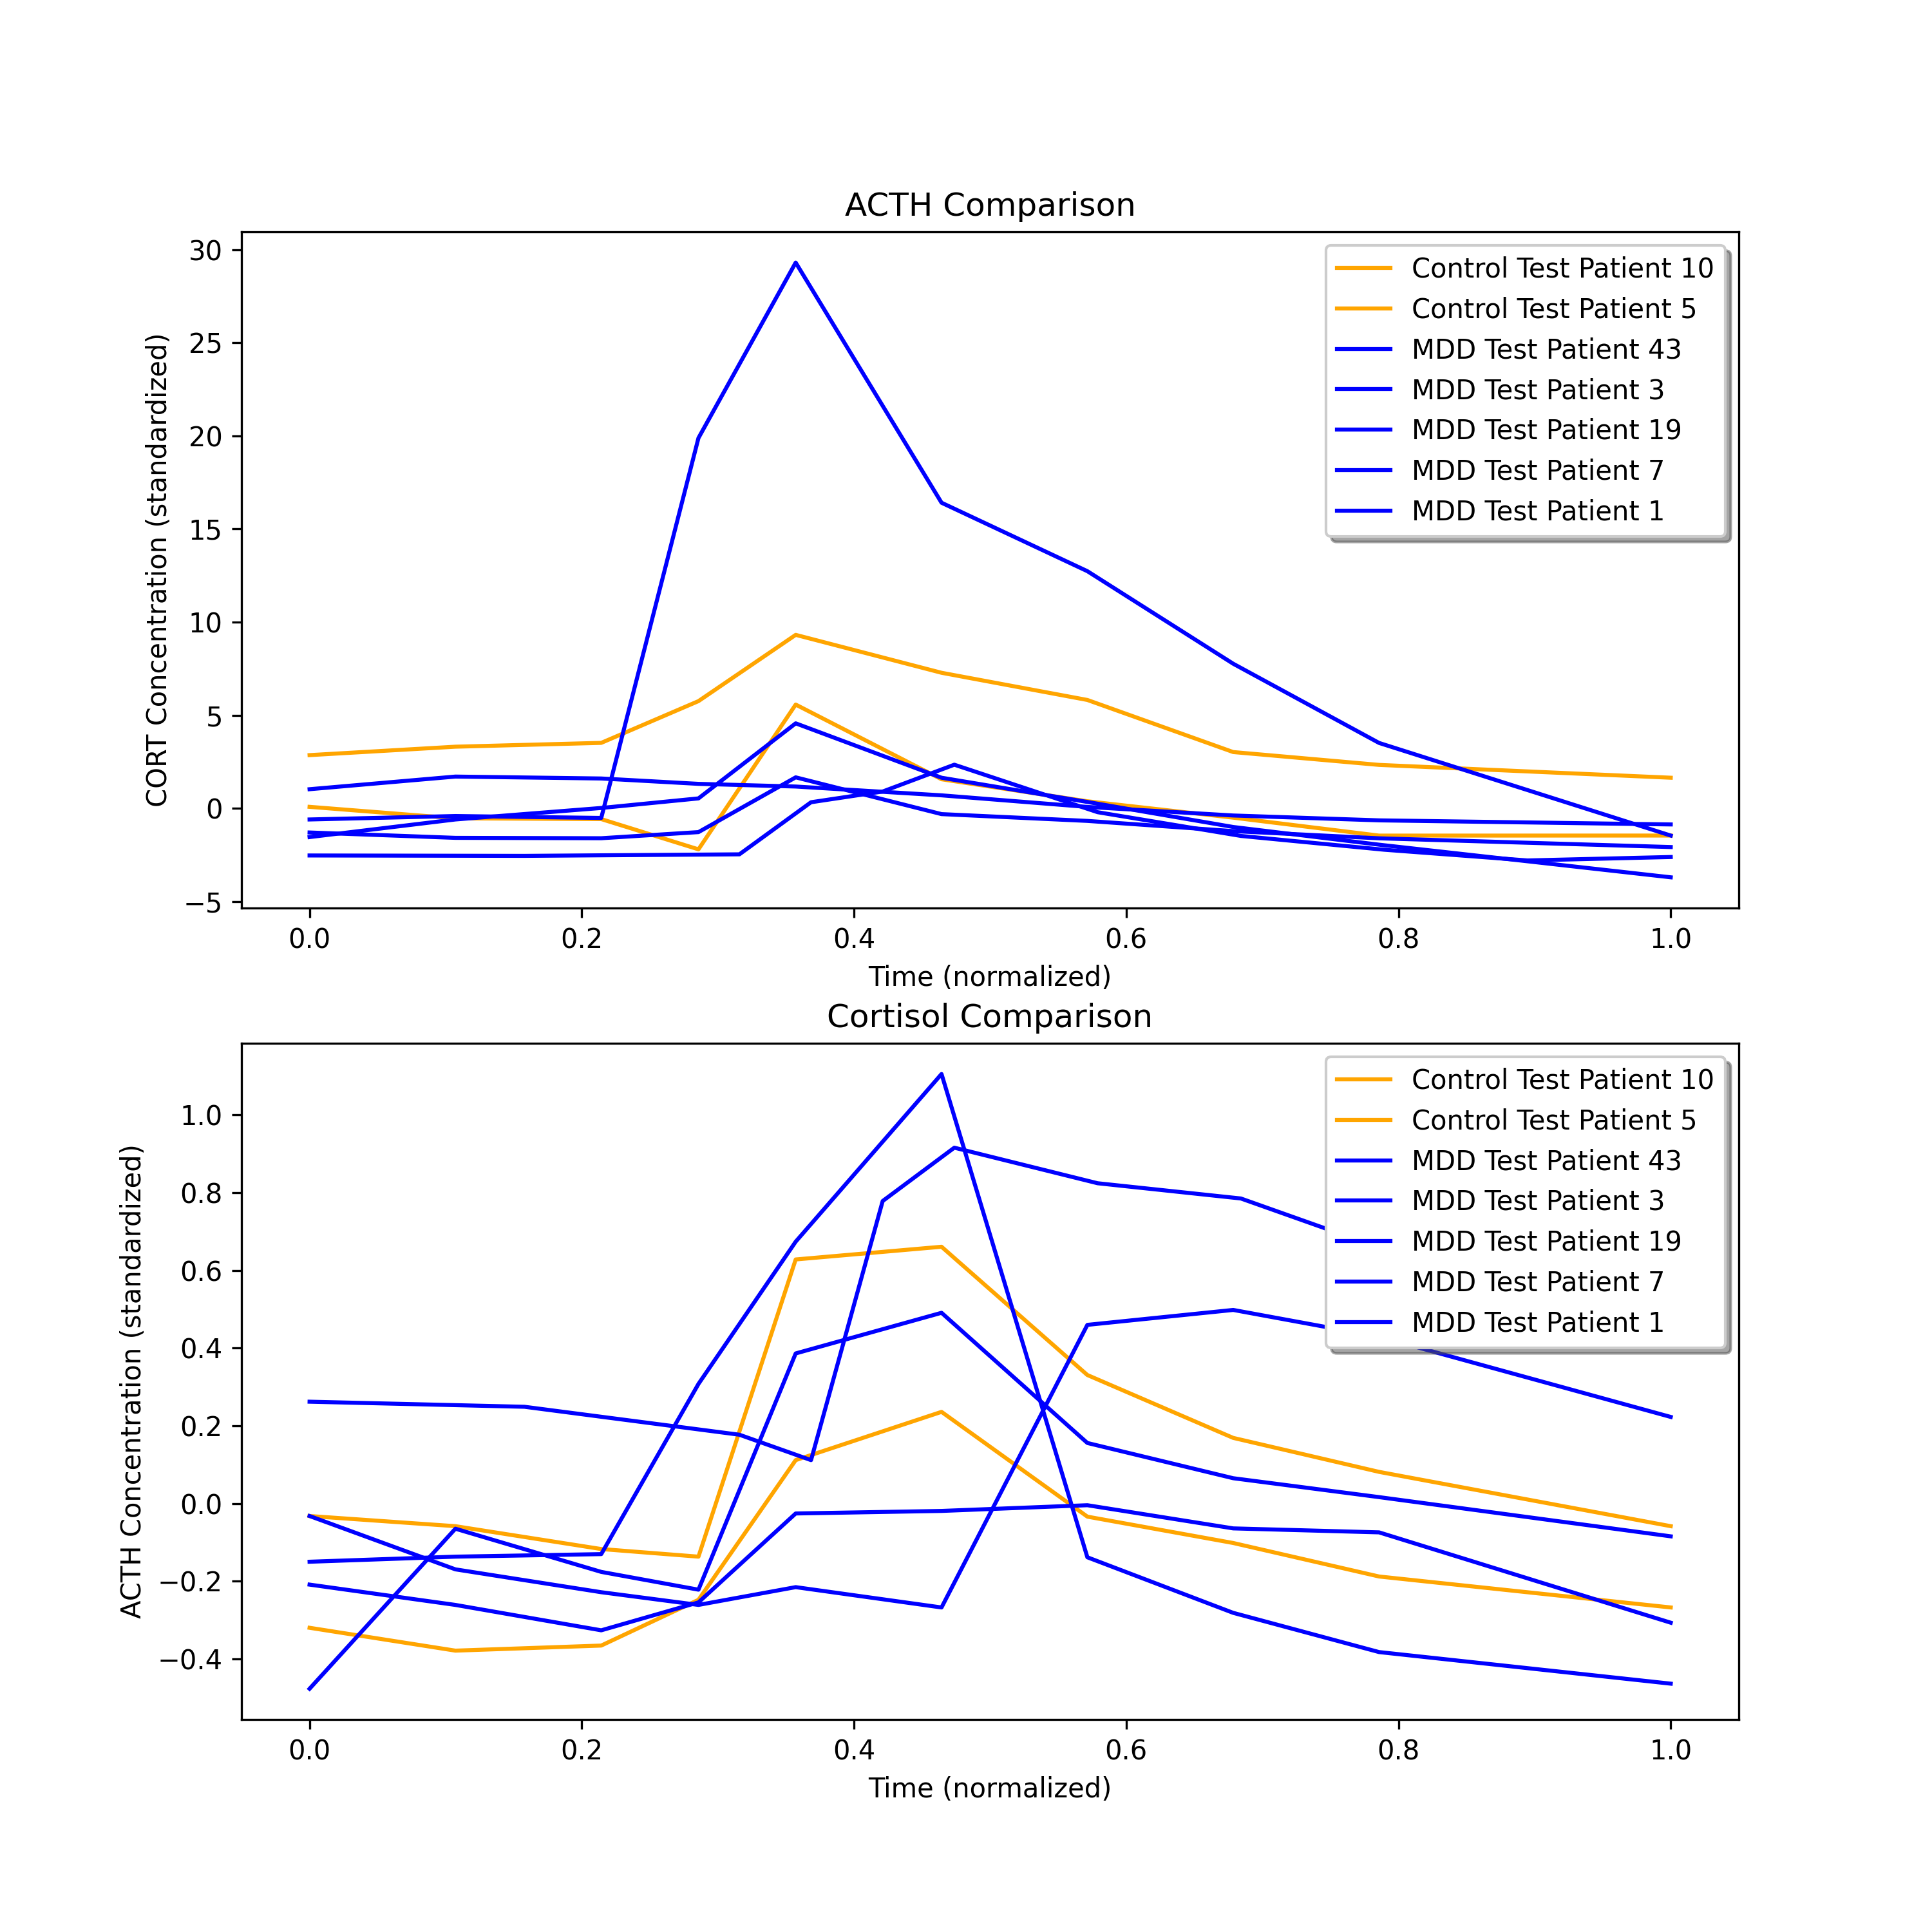 ACTH Comparison
CORT Concentration (standardized)
30
25
20
15
10
5
0
−5
0.0 0.2 0.4 0.6 0.8 1.0
Time (normalized)
Control Test Patient 10
Control Test Patient 5
MDD Test Patient 43
MDD Test Patient 3
MDD Test Patient 19
MDD Test Patient 7
MDD Test Patient 1
Cortisol Comparison
ACTH Concentration (standardized)
1.0
0.8
0.6
0.4
0.2
0.0
−0.2
−0.4
0.0 0.2 0.4 0.6 0.8 1.0
Time (normalized)
Control Test Patient 10
Control Test Patient 5
MDD Test Patient 43
MDD Test Patient 3
MDD Test Patient 19
MDD Test Patient 7
MDD Test Patient 1